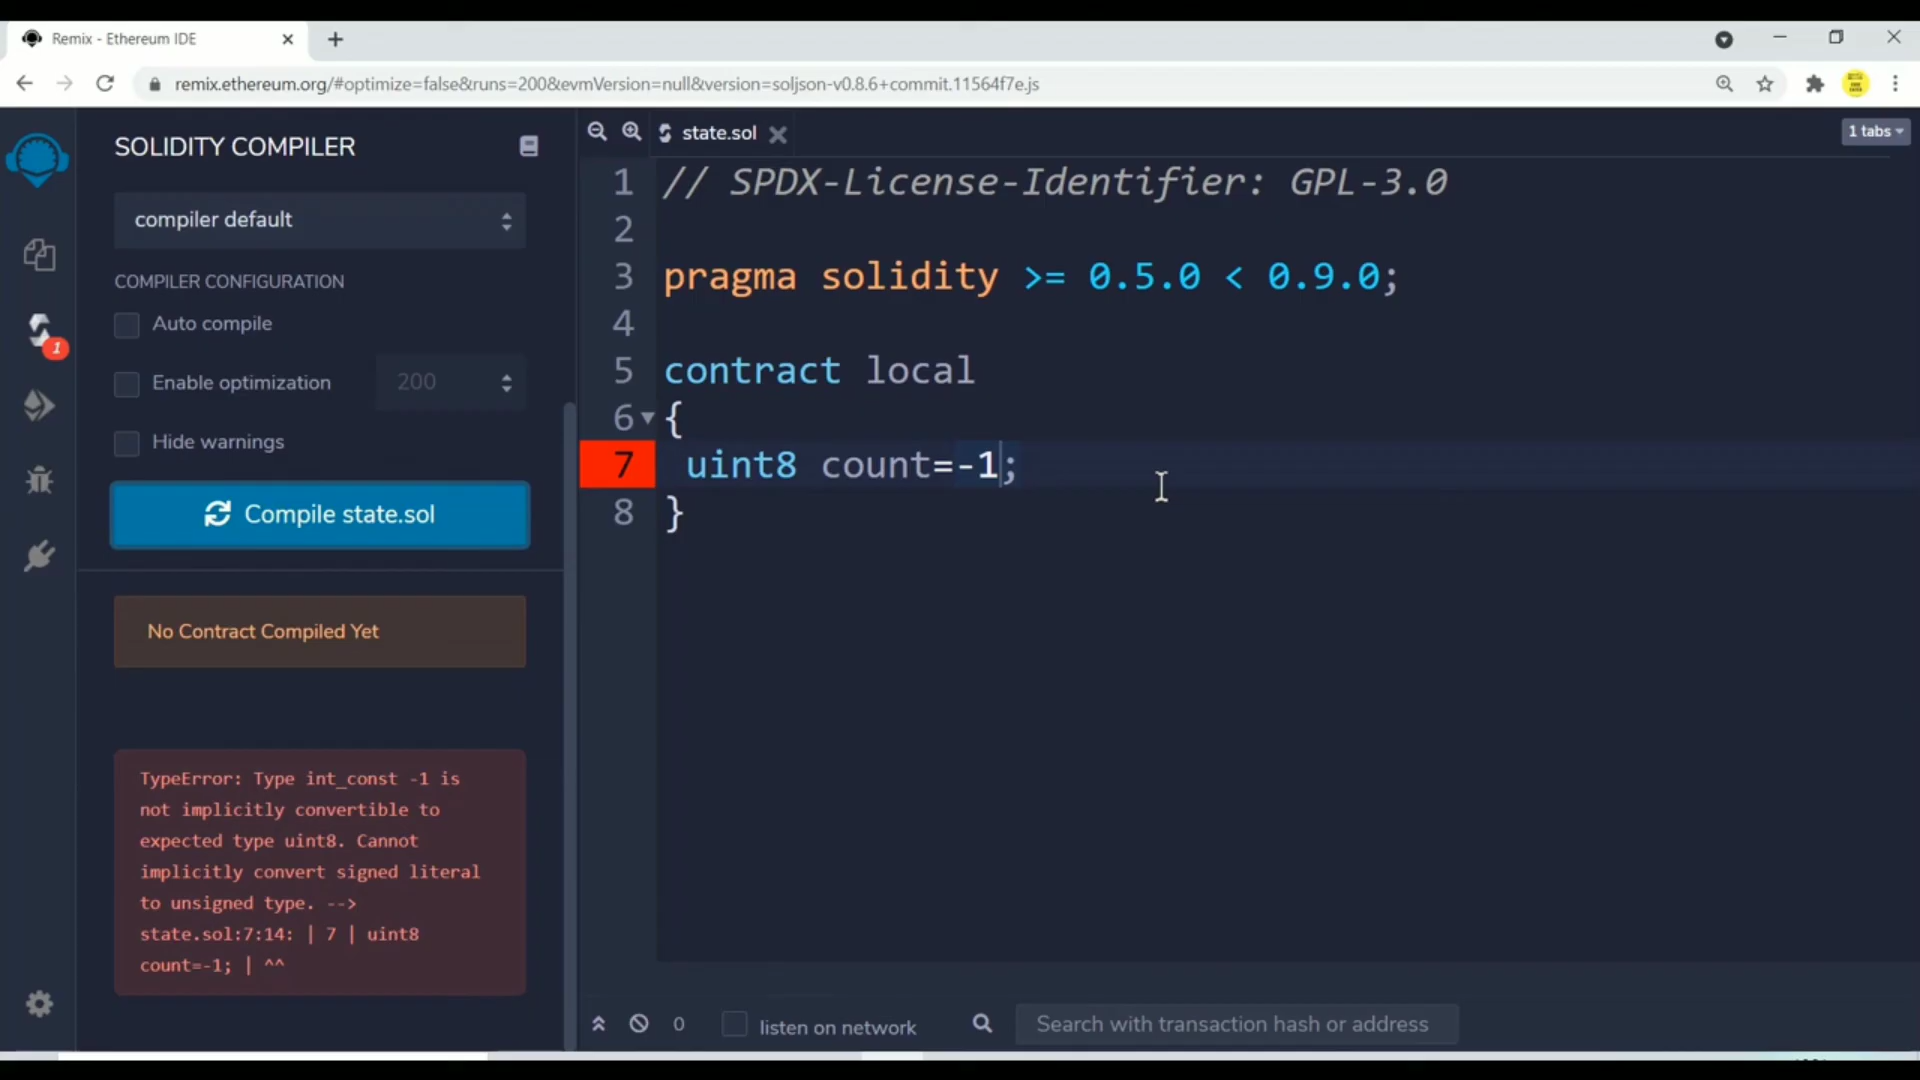 Remix - Ethereum IDE
remix.ethereum.org/#optimize=false&runs=200&evmVersion=null&version=soljson-v0.8.6+commit.11564f7e.js
SOLIDITY COMPILER
compiler default
COMPILER CONFIGURATION
Auto compile
Enable optimization 200
Hide warnings
1
Compile state.sol
No Contract Compiled Yet
TypeError: Type int_const -1 is
not implicitly convertible to
expected type uint8. Cannot
implicitly convert signed literal
to unsigned type. -->
state.sol:7:14: | 7 | uint8
count=-1; | ^^
state.sol
1 tabs
1 // SPDX-License-Identifier: GPL-3.0
2
3 pragma solidity >= 0.5.0 < 0.9.0;
4
5 contract local
6 {
7 uint8 count=-1;
8 }
0 listen on network Search with transaction hash or address